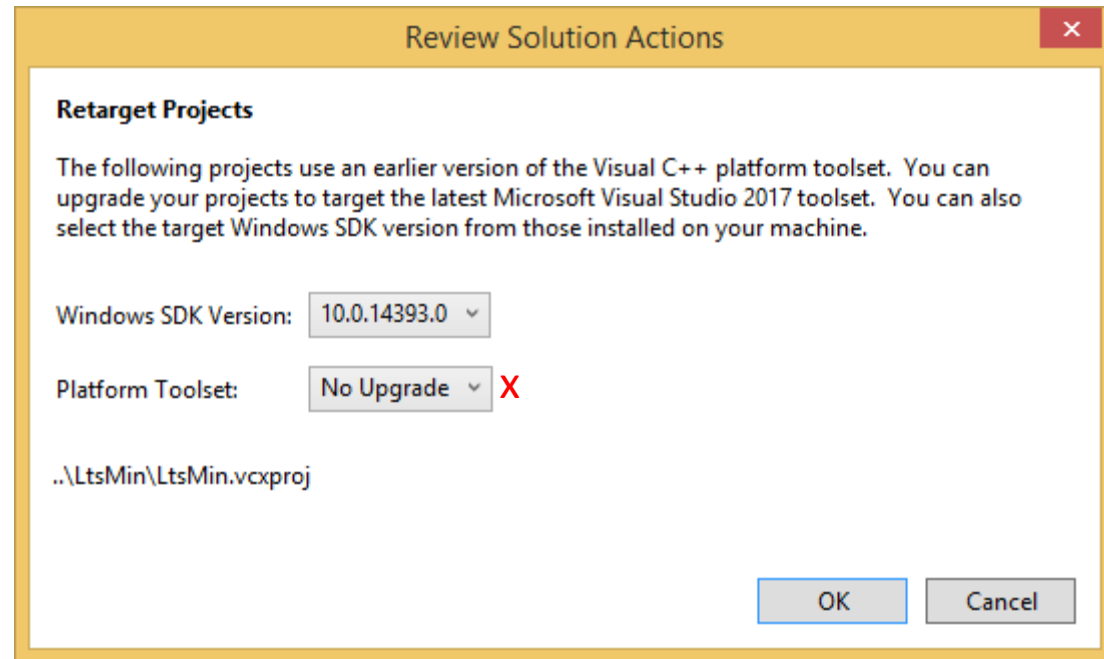 Review Solution Actions
Retarget Projects
The following projects use an earlier version of the Visual C++ platform toolset.  You can
upgrade your projects to target the latest Microsoft Visual Studio 2017 toolset.  You can also
select the target Windows SDK version from those installed on your machine.
Windows SDK Version: 10.0.14393.0
Platform Toolset: No Upgrade X
..\LtsMin\LtsMin.vcxproj
OK Cancel